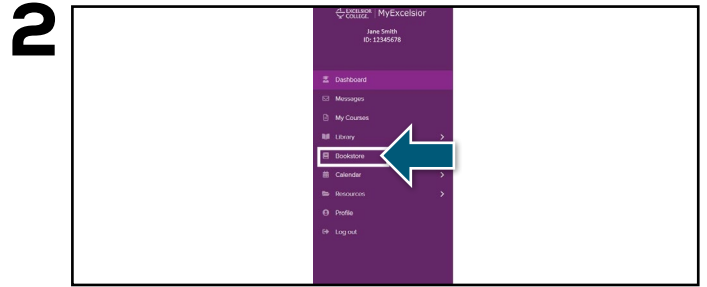 2
EXCELSIOR COLLEGE. MyExcelsior
Jane Smith
ID: 12345678
Dashboard
Messages
My Courses
Library
Bookstore
Calendar
Resources
Profile
Log out